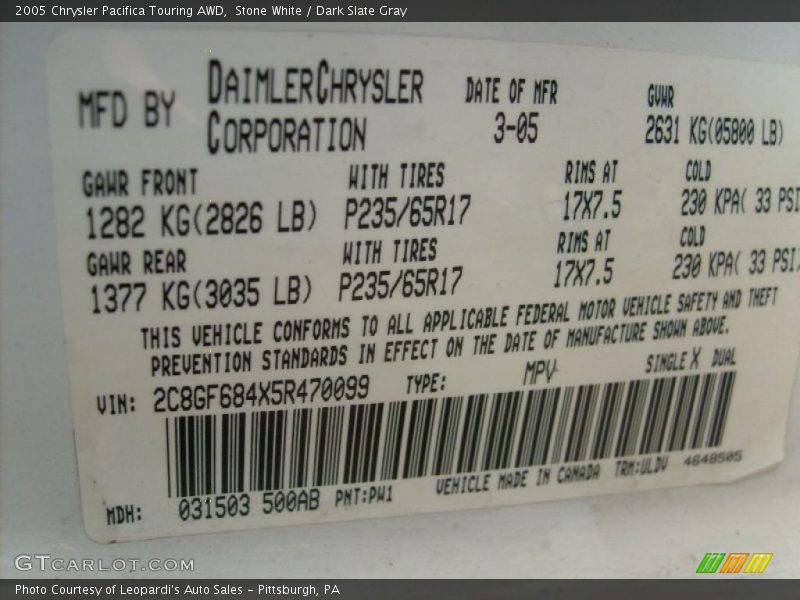 2005 Chrysler Pacifica Touring AWD,  Stone White / Dark Slate Gray
MFD BY DAIMLERCHRYSLER CORPORATION
DATE OF MFR 3-05
GVWR 2631 KG(05800 LB)
GAWR FRONT WITH TIRES RIMS AT COLD
1282 KG(2826 LB) P235/65R17 17X7.5 230 KPA( 33 PSI
GAWR REAR WITH TIRES RIMS AT COLD
1377 KG(3035 LB) P235/65R17 17X7.5 230 KPA( 33 PSI)
THIS VEHICLE CONFORMS TO ALL APPLICABLE FEDERAL MOTOR VEHICLE SAFETY AND THEFT
PREVENTION STANDARDS IN EFFECT ON THE DATE OF MANUFACTURE SHOWN ABOVE.
VIN: 2C8GF684X5R470099 TYPE: MPV SINGLE X DUAL
MDH: 031503 500AB PNT:PW1 VEHICLE MADE IN CANADA TRM:ULDV 4648505
GTCarlot.com
Photo Courtesy of Leopardi's Auto Sales - Pittsburgh, PA